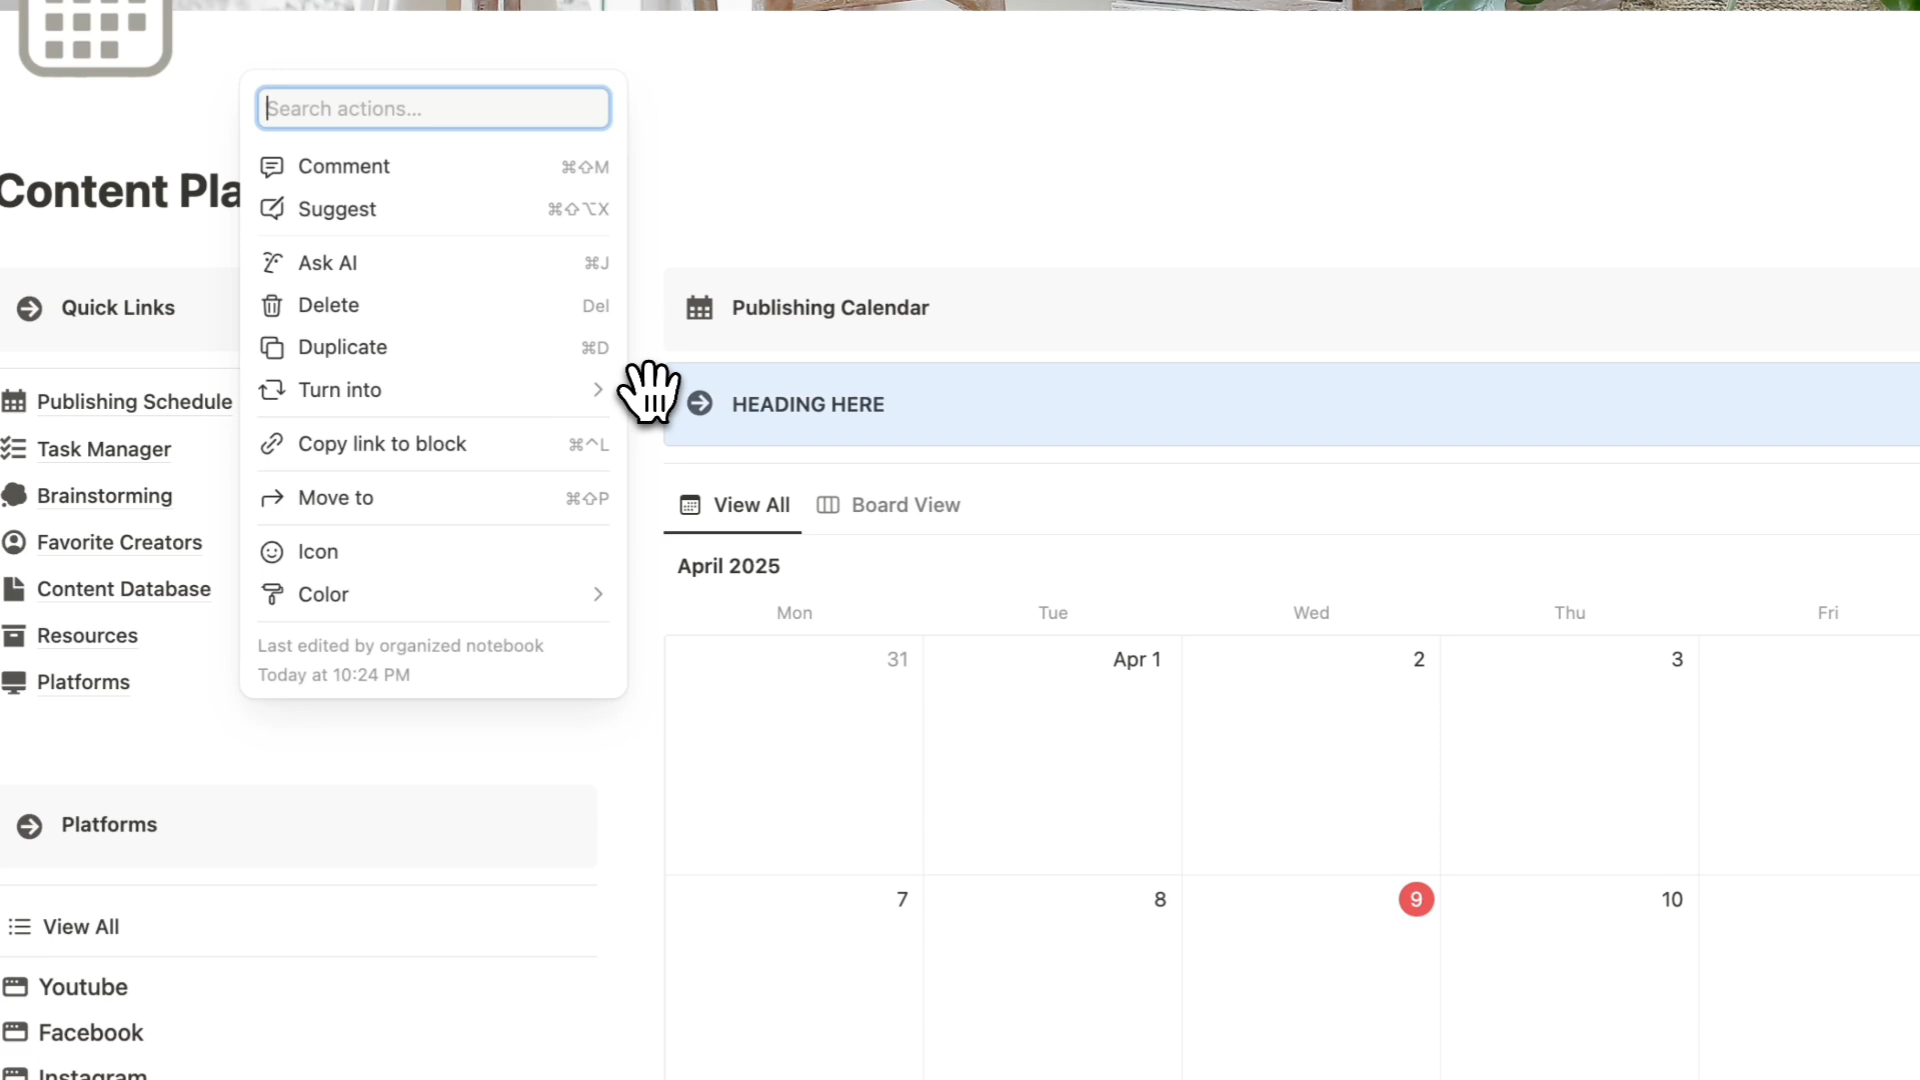 Search actions...
Comment ⌘⇧M
Suggest ⌘⇧⌥X
Ask AI ⌘J
Delete Del
Duplicate ⌘D
Turn into
Copy link to block ⌘^L
Move to ⌘⇧P
Icon
Color
Last edited by organized notebook
Today at 10:24 PM
Content Pla
Quick Links
Publishing Schedule
Task Manager
Brainstorming
Favorite Creators
Content Database
Resources
Platforms
Platforms
View All
Youtube
Facebook
Instagram
Publishing Calendar
HEADING HERE
View All Board View
April 2025
Mon Tue Wed Thu Fri
31 Apr 1 2 3
7 8 9 10